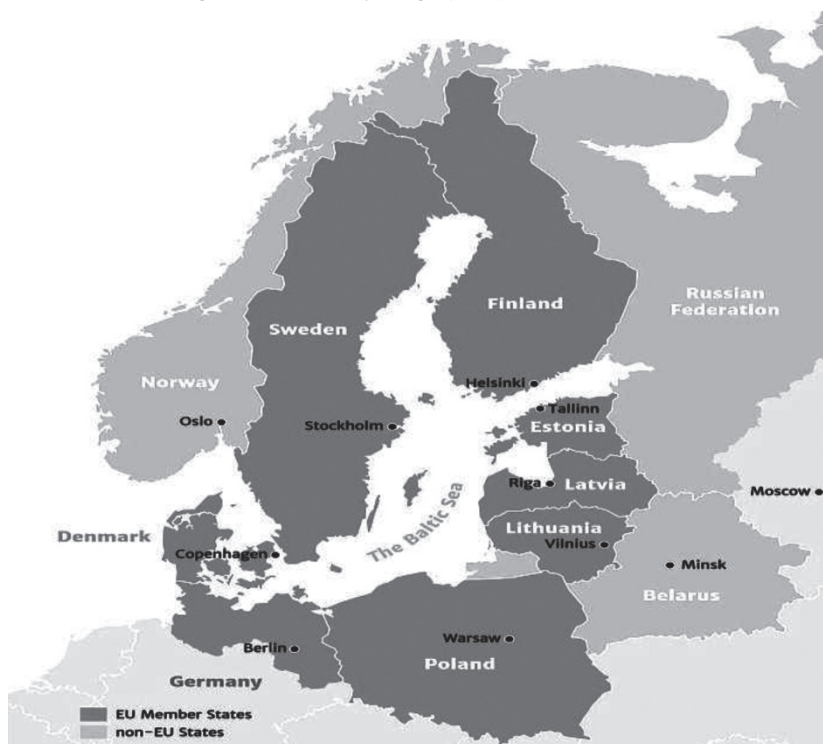 Finland
Russian
Federation
Sweden
Norway
Helsinki
Oslo
Tallinn
Stockholm
Estonia
Riga
Latvia
Moscow
The Baltic Sea
Lithuania
Denmark
Vilnius
Copenhagen
Minsk
Belarus
Warsaw
Berlin
Poland
Germany
EU Member States
non-EU States